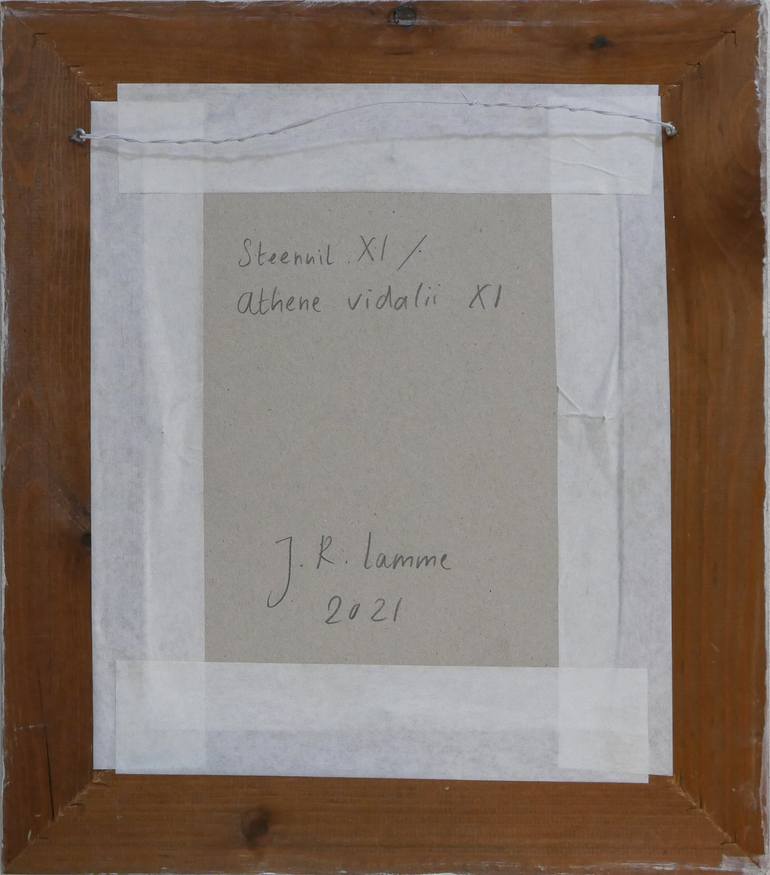 Steenuil XI /.
Athene vidalii XI
J. R. Lamme
2021